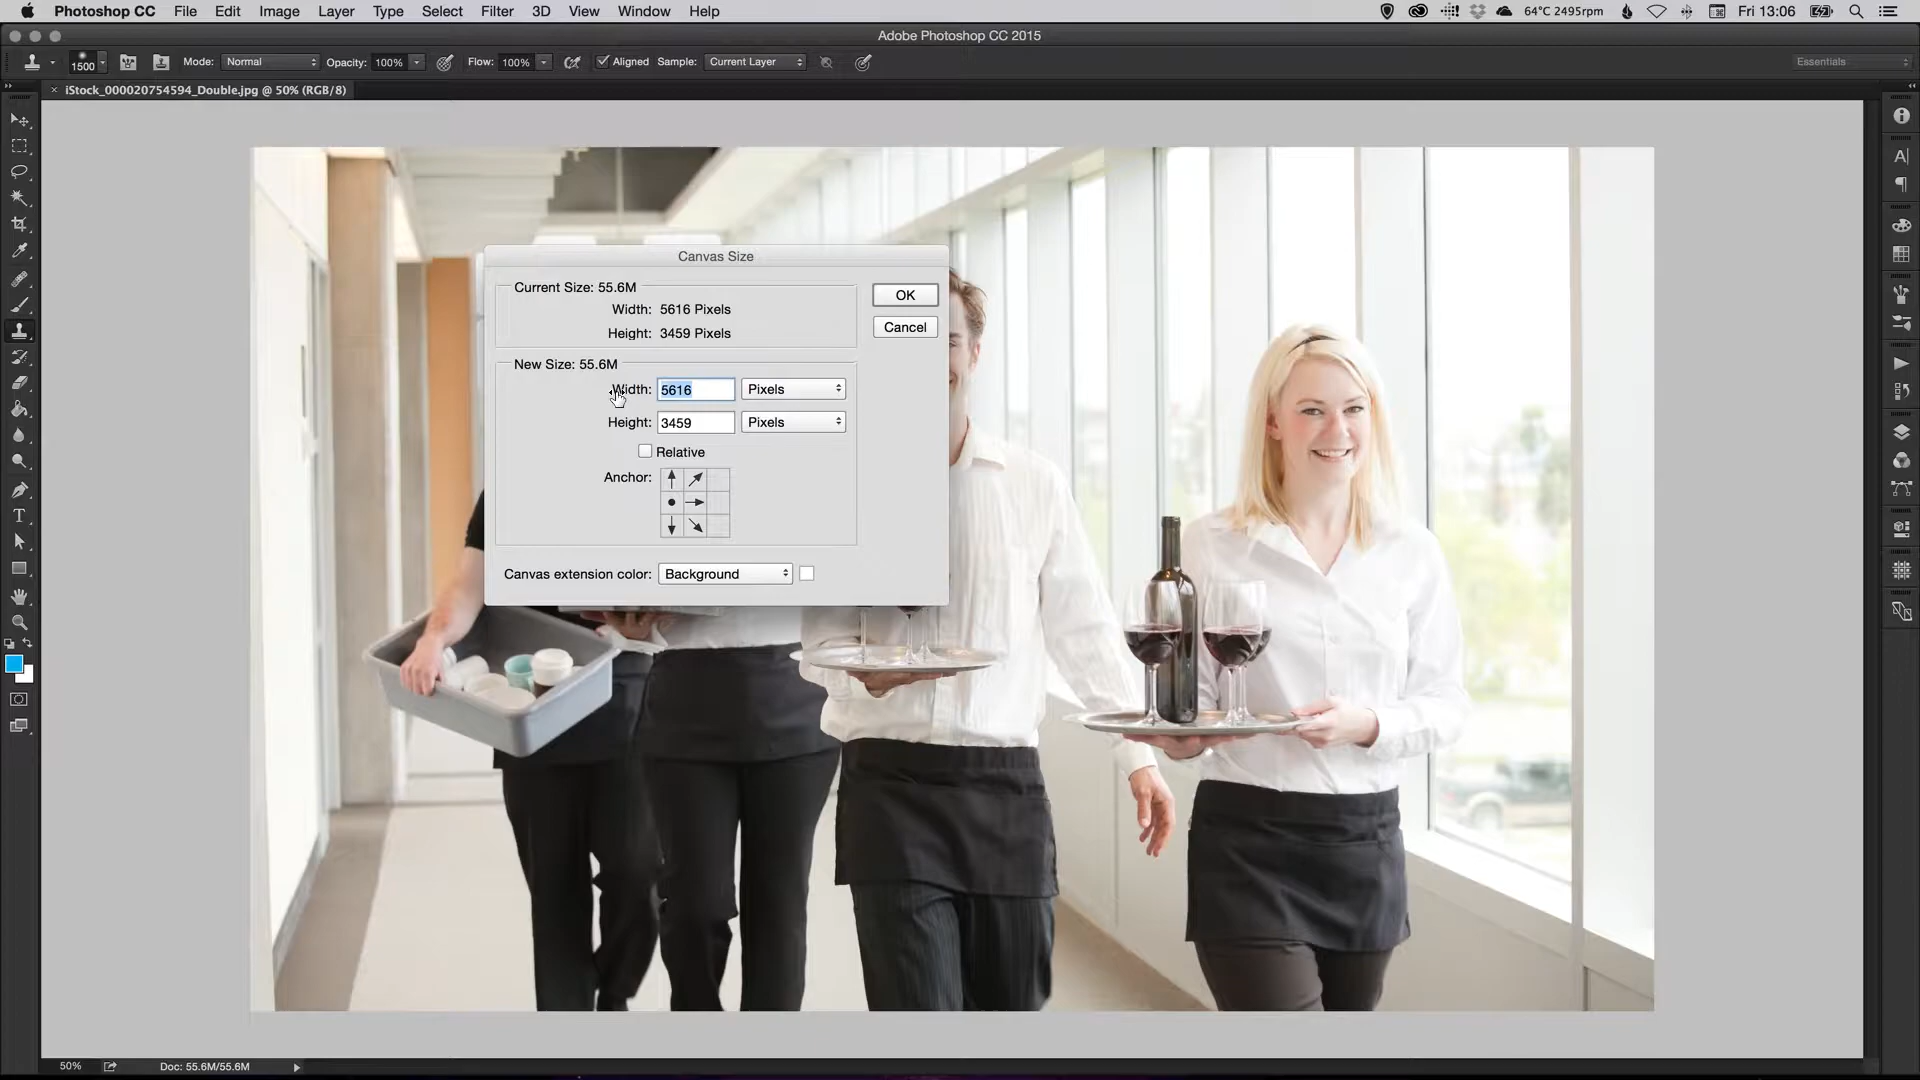 Photoshop CC File Edit Image Layer Type Select Filter 3D View Window Help 64°C 2495rpm Fri 13:06
Adobe Photoshop CC 2015
1500 Mode: Normal Opacity: 100% Flow: 100% Aligned Sample: Current Layer Essentials
× iStock_000020754594_Double.jpg @ 50% (RGB/8)
Canvas Size
Current Size: 55.6M
Width: 5616 Pixels
Height: 3459 Pixels
OK
Cancel
New Size: 55.6M
Width: 5616 Pixels
Height: 3459 Pixels
Relative
Anchor:
Canvas extension color: Background
50% Doc: 55.6M/55.6M